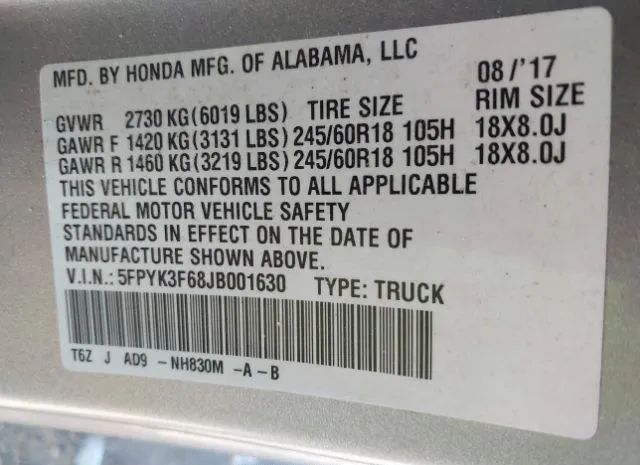 MFD. BY HONDA MFG. OF ALABAMA, LLC 08/'17
GVWR 2730 KG(6019 LBS) TIRE SIZE RIM SIZE
GAWR F 1420 KG(3131 LBS) 245/60R18 105H 18X8.0J
GAWR R 1460 KG(3219 LBS) 245/60R18 105H 18X8.0J
THIS VEHICLE CONFORMS TO ALL APPLICABLE
FEDERAL MOTOR VEHICLE SAFETY
STANDARDS IN EFFECT ON THE DATE OF
MANUFACTURE SHOWN ABOVE.
V.I.N.: 5FPYK3F68JB001630 TYPE: TRUCK
T6Z J AD9 -NH830M -A-B